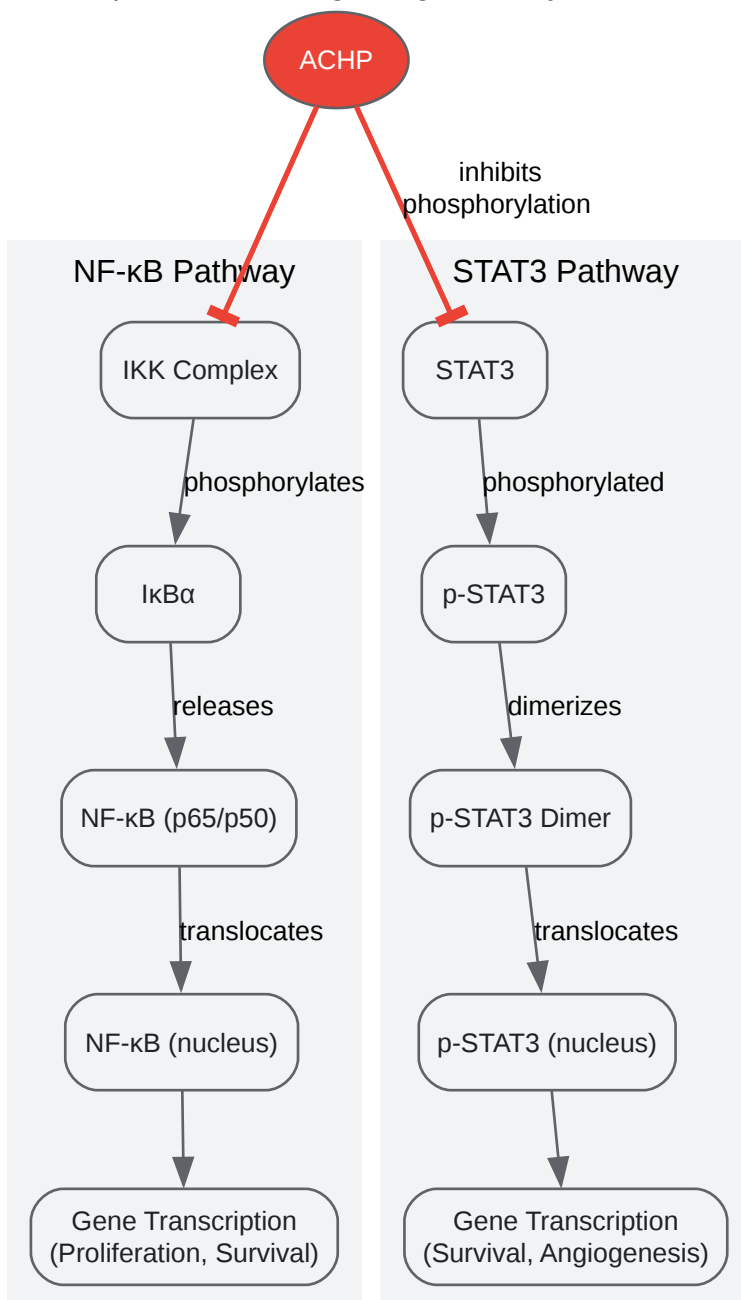 ACHP
inhibits
phosphorylation
NF-κB Pathway
IKK Complex
phosphorylates
IκBα
releases
NF-κB (p65/p50)
translocates
NF-κB (nucleus)
Gene Transcription
(Proliferation, Survival)
STAT3 Pathway
STAT3
phosphorylated
p-STAT3
dimerizes
p-STAT3 Dimer
translocates
p-STAT3 (nucleus)
Gene Transcription
(Survival, Angiogenesis)